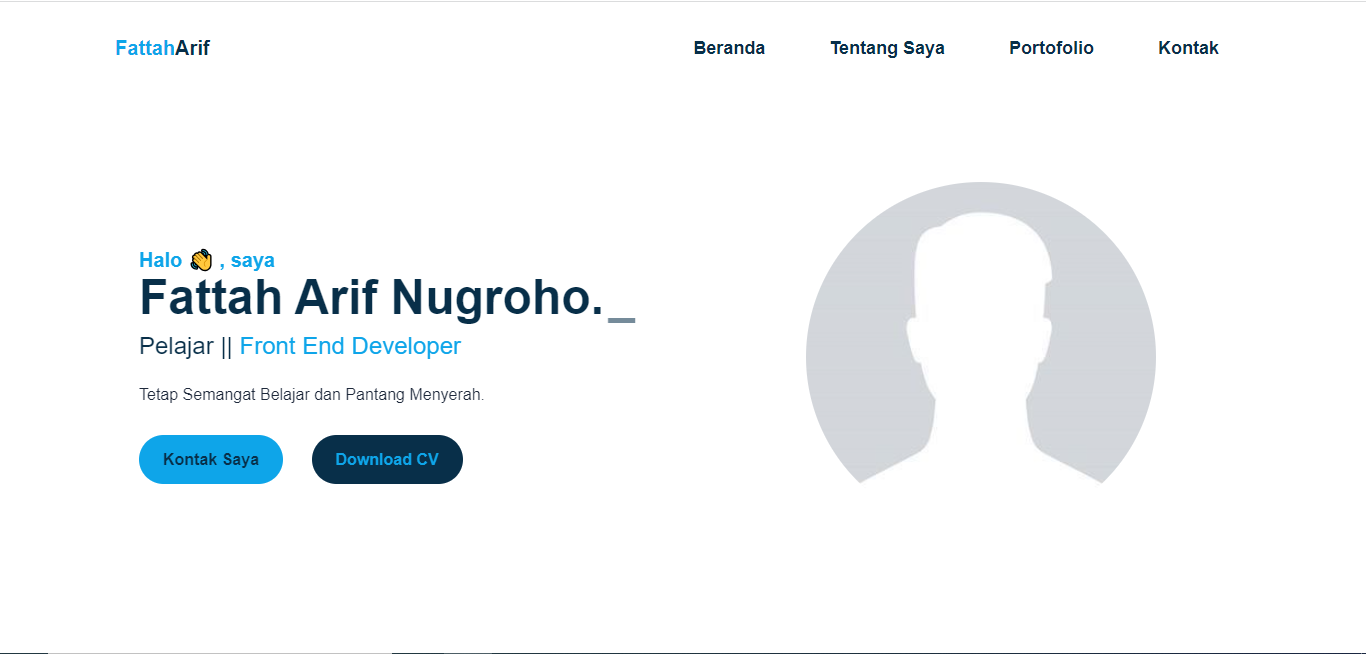 FattahArif
Beranda Tentang Saya Portofolio Kontak
Halo 👋 , saya
Fattah Arif Nugroho._
Pelajar || Front End Developer
Tetap Semangat Belajar dan Pantang Menyerah.
Kontak Saya Download CV